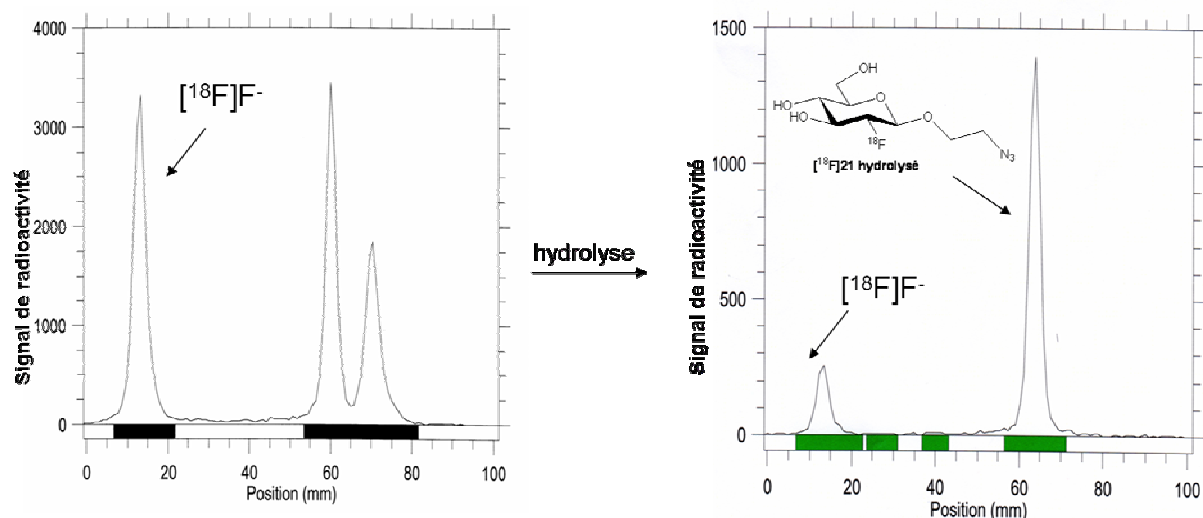 4000
3000
2000
1000
0
Signal de radioactivité
[¹⁸F]F⁻
0 20 40 60 80 100
Position (mm)
hydrolyse
1500
1000
500
0
Signal de radioactivité
OH
HO
HO
O
O
¹⁸F
N₃
[¹⁸F]21 hydrolysé
[¹⁸F]F⁻
0 20 40 60 80 100
Position (mm)